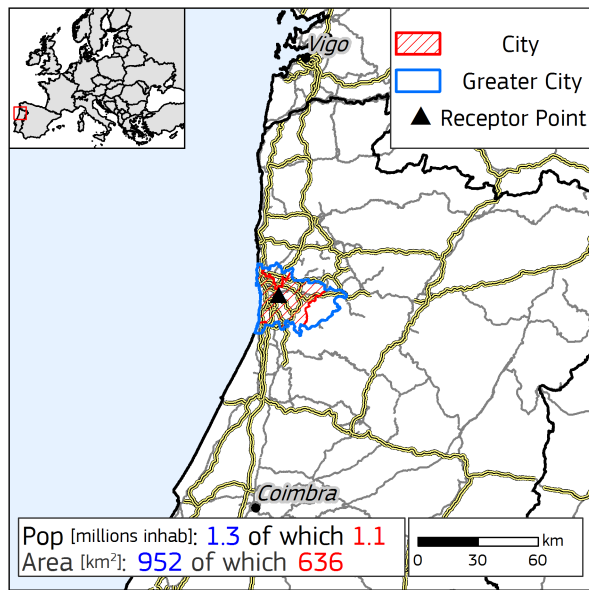 Vigo
City
Greater City
Receptor Point
Coimbra
Pop [millions inhab]: 1.3 of which 1.1
Area [km²]: 952 of which 636
km
0 30 60